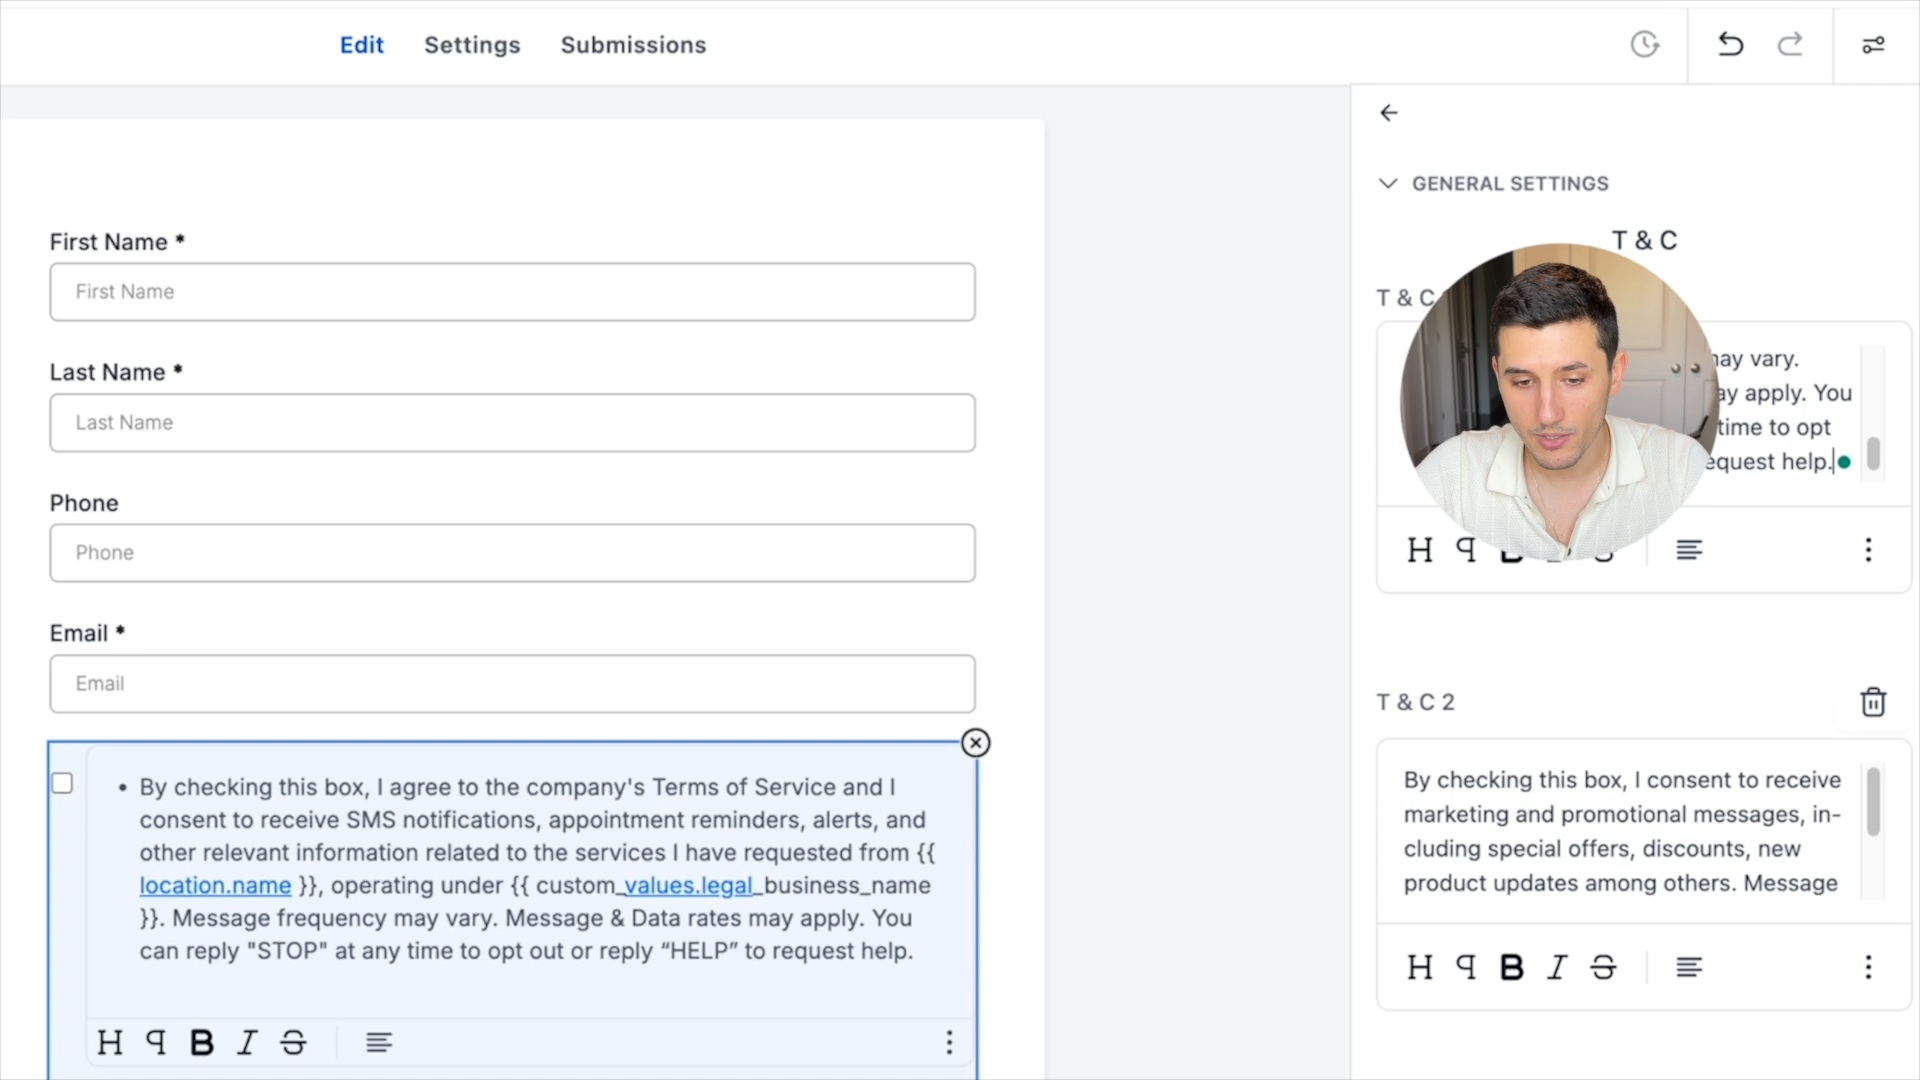 Edit Settings Submissions
First Name *
First Name
Last Name *
Last Name
Phone
Phone
Email *
Email
• By checking this box, I agree to the company's Terms of Service and I
consent to receive SMS notifications, appointment reminders, alerts, and
other relevant information related to the services I have requested from {{
location.name }}, operating under {{ custom_values.legal_business_name
}}. Message frequency may vary. Message & Data rates may apply. You
can reply "STOP" at any time to opt out or reply “HELP” to request help.
H B I S
GENERAL SETTINGS
T & C
T & C
may vary.
may apply. You
time to opt
request help.
H B S
T & C 2
By checking this box, I consent to receive
marketing and promotional messages, in-
cluding special offers, discounts, new
product updates among others. Message
H B I S